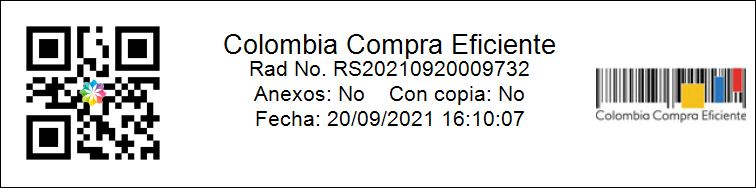 Colombia Compra Eficiente
Rad No. RS20210920009732
Anexos: No    Con copia: No
Fecha: 20/09/2021 16:10:07
Colombia Compra Eficiente